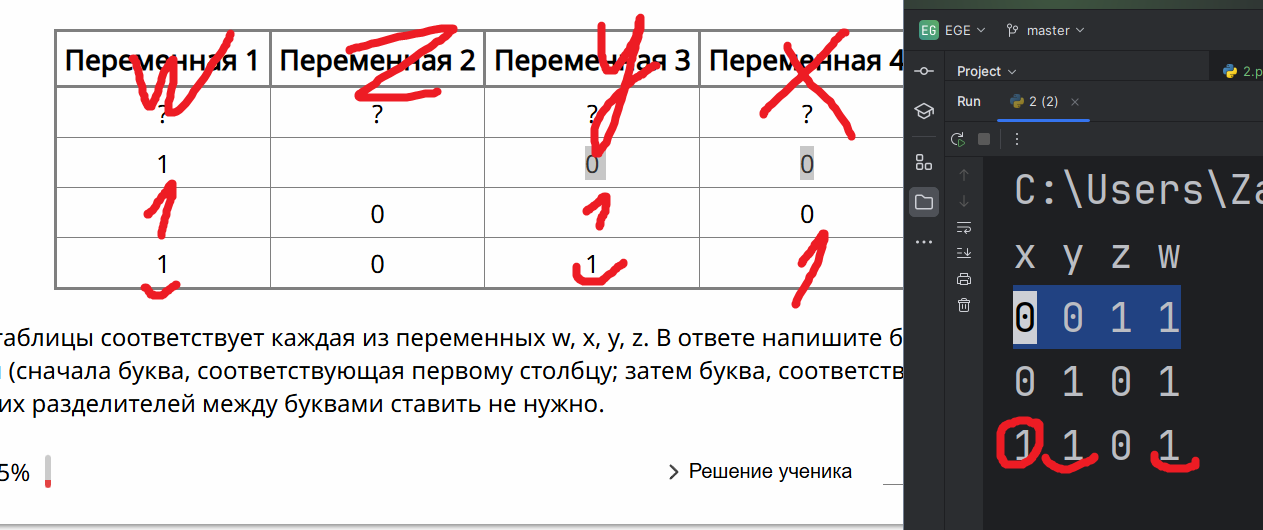 Переменная 1 Переменная 2 Переменная 3 Переменная 4
w z y x
? ? ? ?
1 0 0
1 0 1 0
1 0 1 1
таблицы соответствует каждая из переменных w, x, y, z. В ответе напишите б
(сначала буква, соответствующая первому столбцу; затем буква, соответств
их разделителей между буквами ставить не нужно.
5%
Решение ученика
EG EGE master
Project
2.p
Run 2 (2)
C:\Users\Za
x y z w
0 0 1 1
0 1 0 1
1 1 0 1